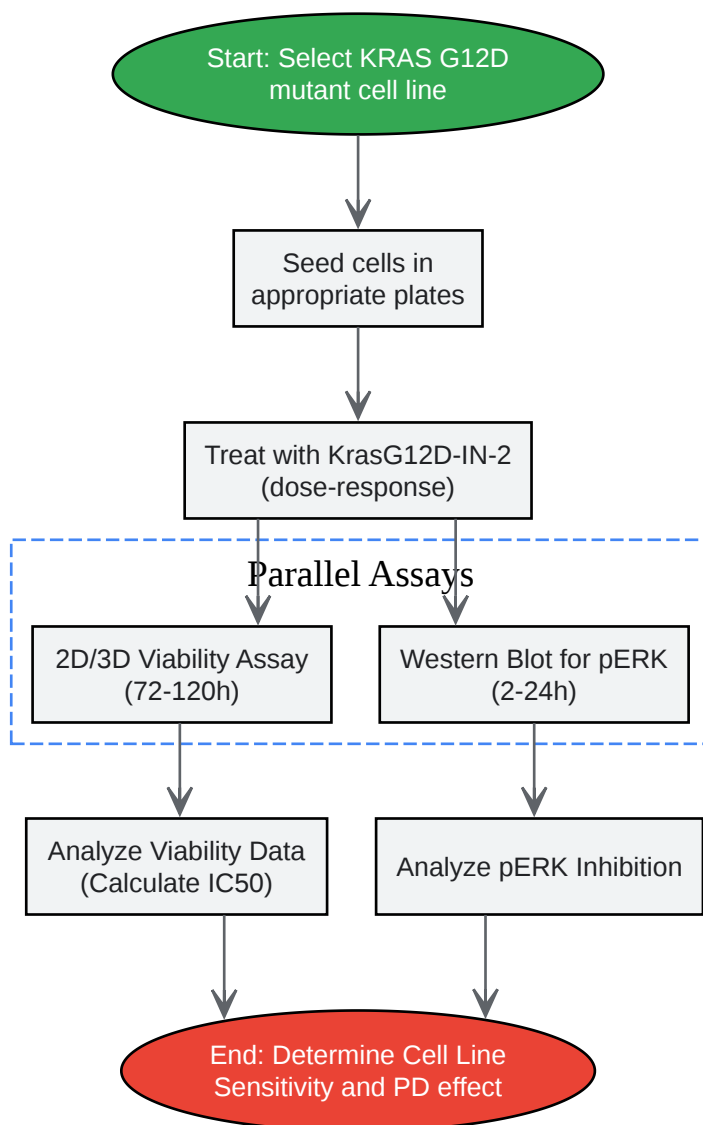 Start: Select KRAS G12D
mutant cell line
Seed cells in
appropriate plates
Treat with KrasG12D-IN-2
(dose-response)
Parallel Assays
2D/3D Viability Assay
(72-120h)
Western Blot for pERK
(2-24h)
Analyze Viability Data
(Calculate IC50)
Analyze pERK Inhibition
End: Determine Cell Line
Sensitivity and PD effect